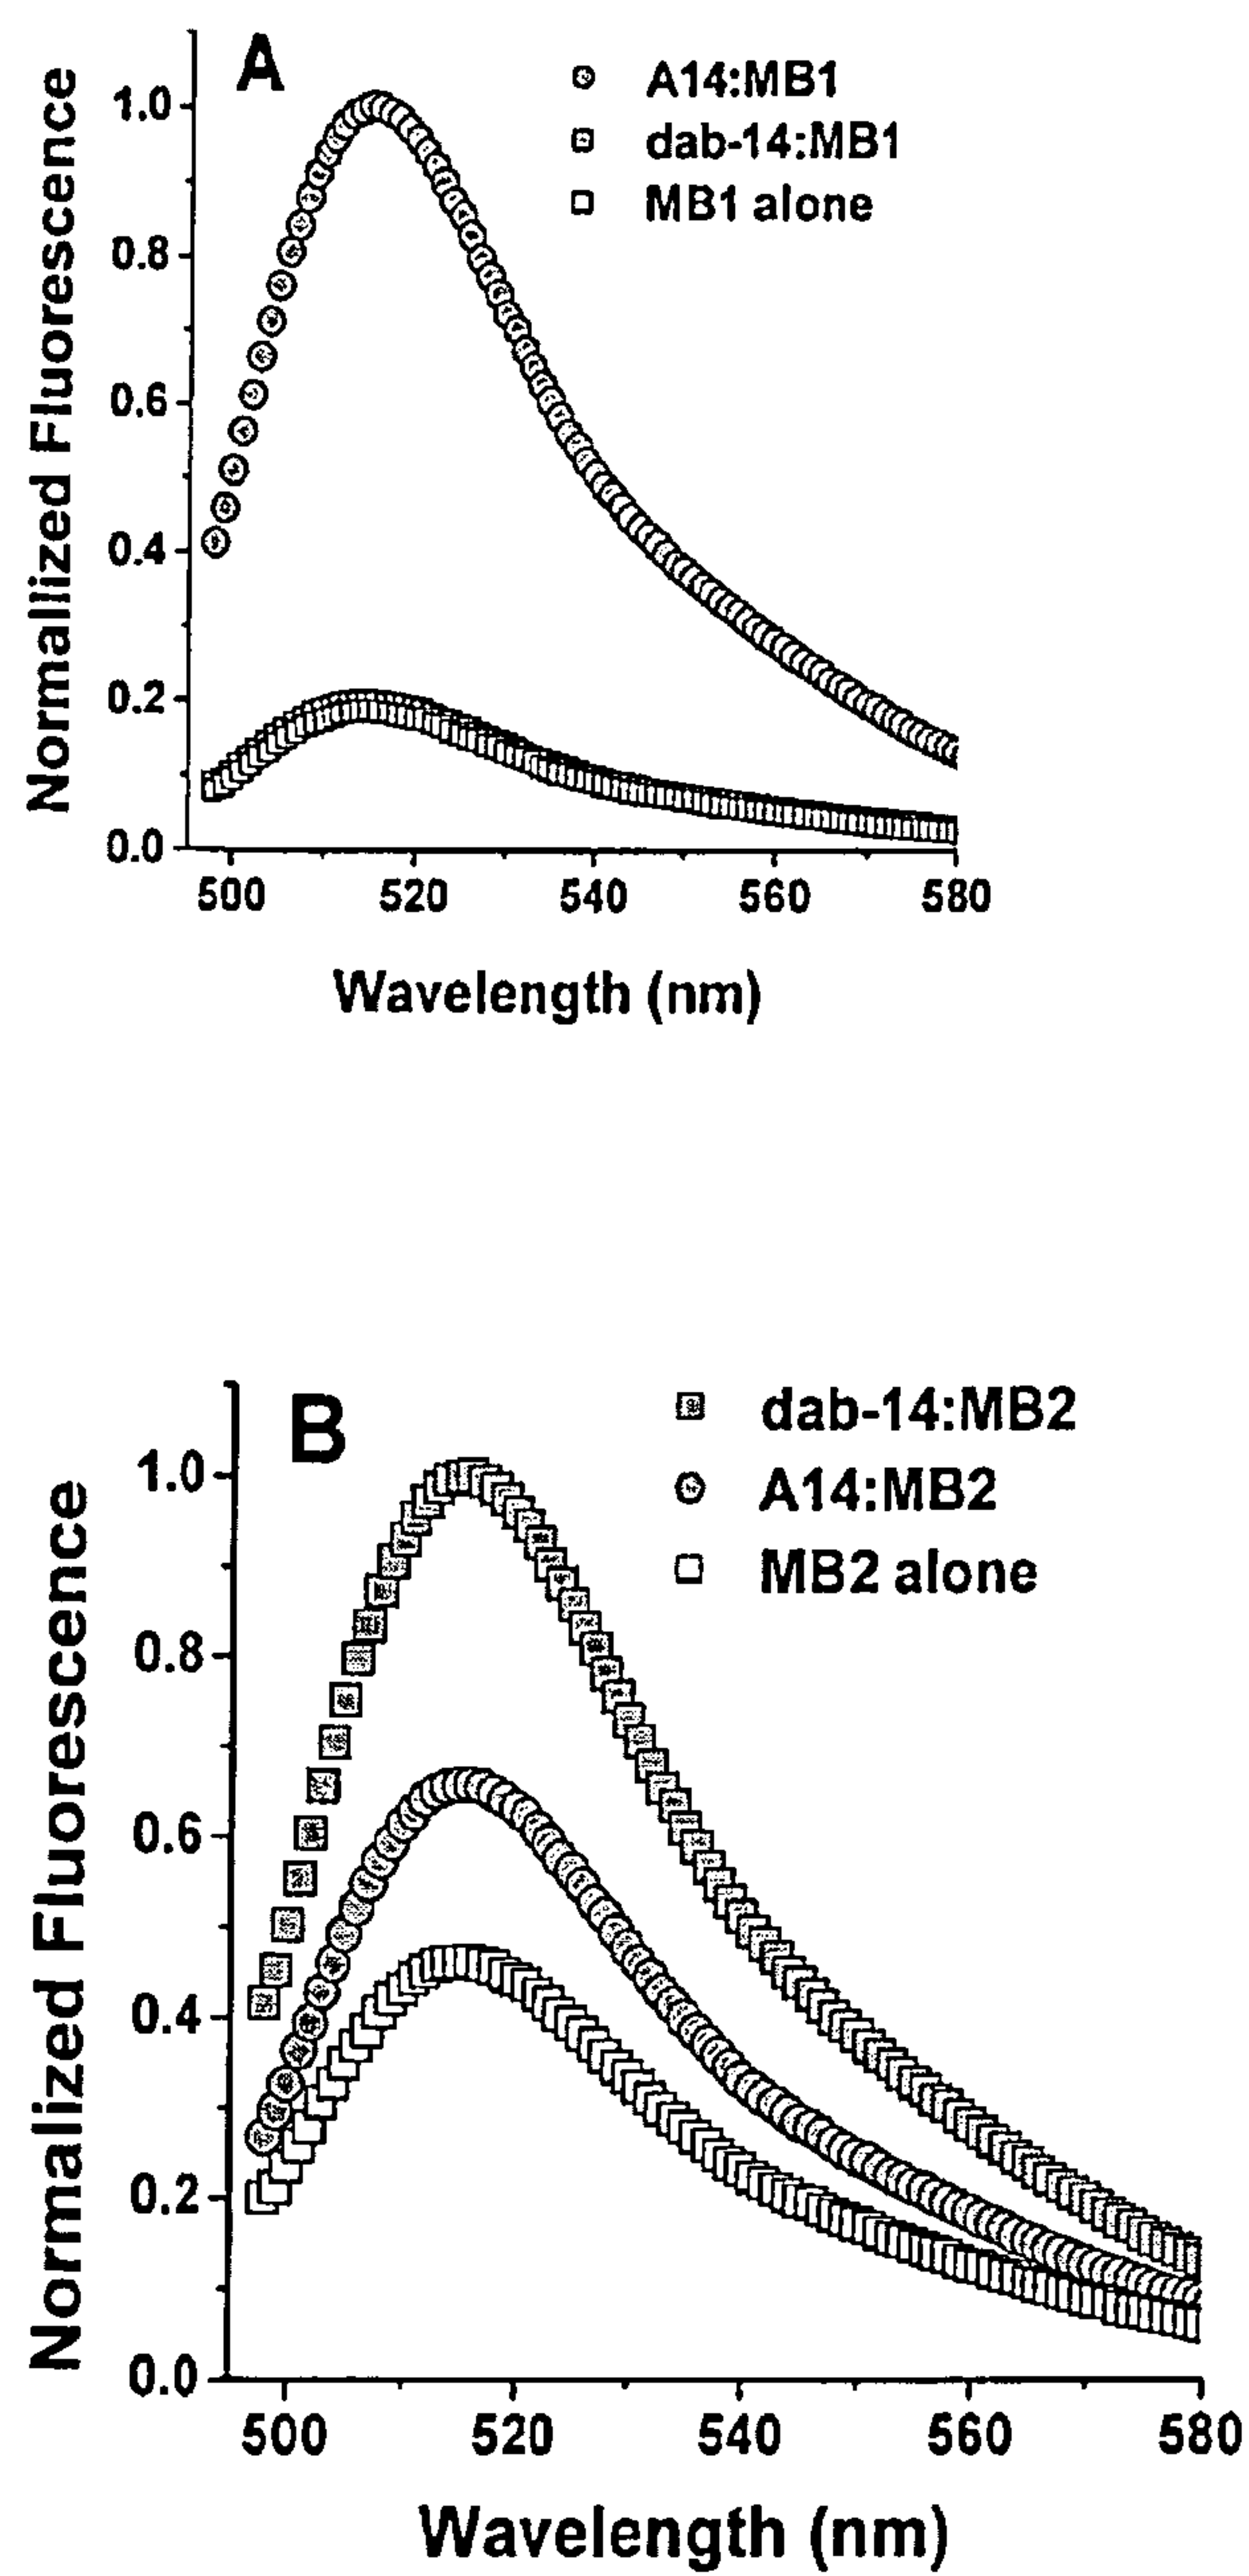 A
A14:MB1
dab-14:MB1
MB1 alone
Normallized Fluorescence
1.0
0.8
0.6
0.4
0.2
0.0
500 520 540 560 580
Wavelength (nm)
B
dab-14:MB2
A14:MB2
MB2 alone
Normalized Fluorescence
1.0
0.8
0.6
0.4
0.2
0.0
500 520 540 560 580
Wavelength (nm)